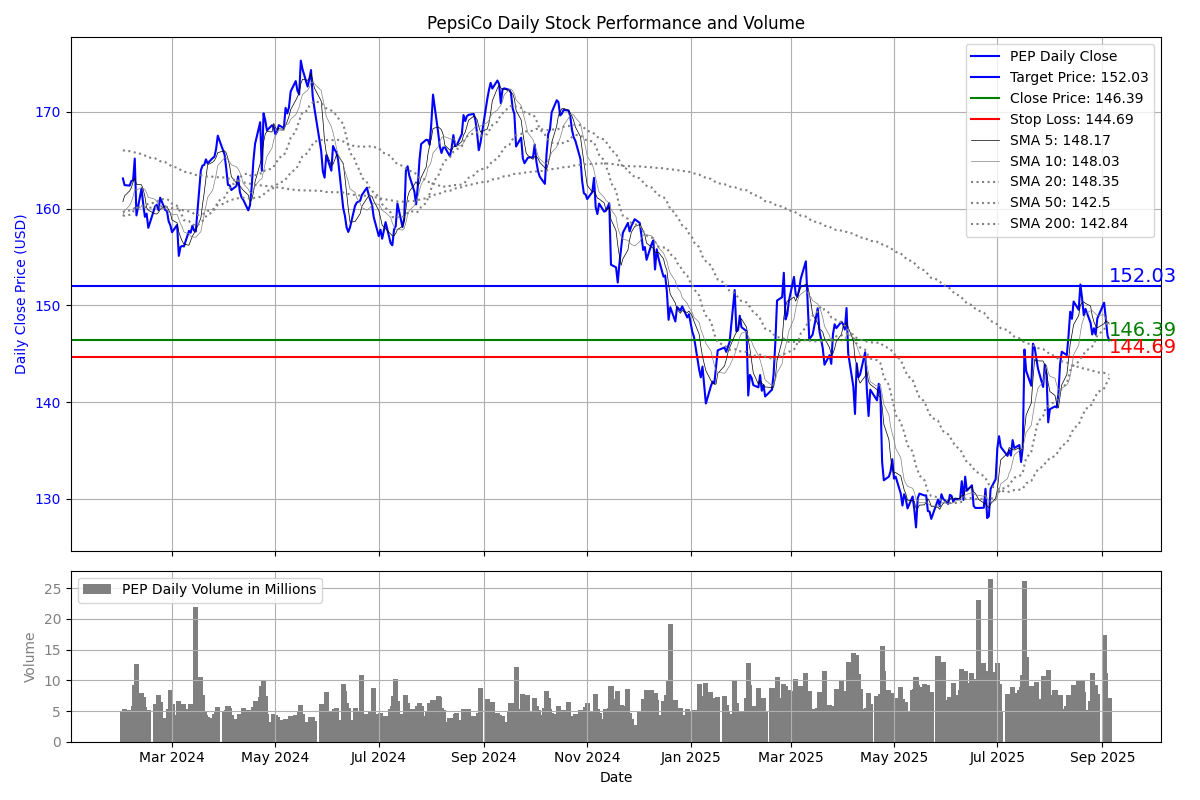 PepsiCo Daily Stock Performance and Volume
Daily Close Price (USD)
170
160
150
140
130
PEP Daily Close
Target Price: 152.03
Close Price: 146.39
Stop Loss: 144.69
SMA 5: 148.17
SMA 10: 148.03
SMA 20: 148.35
SMA 50: 142.5
SMA 200: 142.84
152.03
146.39
144.69
Volume
25
20
15
10
5
0
PEP Daily Volume in Millions
Mar 2024 May 2024 Jul 2024 Sep 2024 Nov 2024 Jan 2025 Mar 2025 May 2025 Jul 2025 Sep 2025
Date